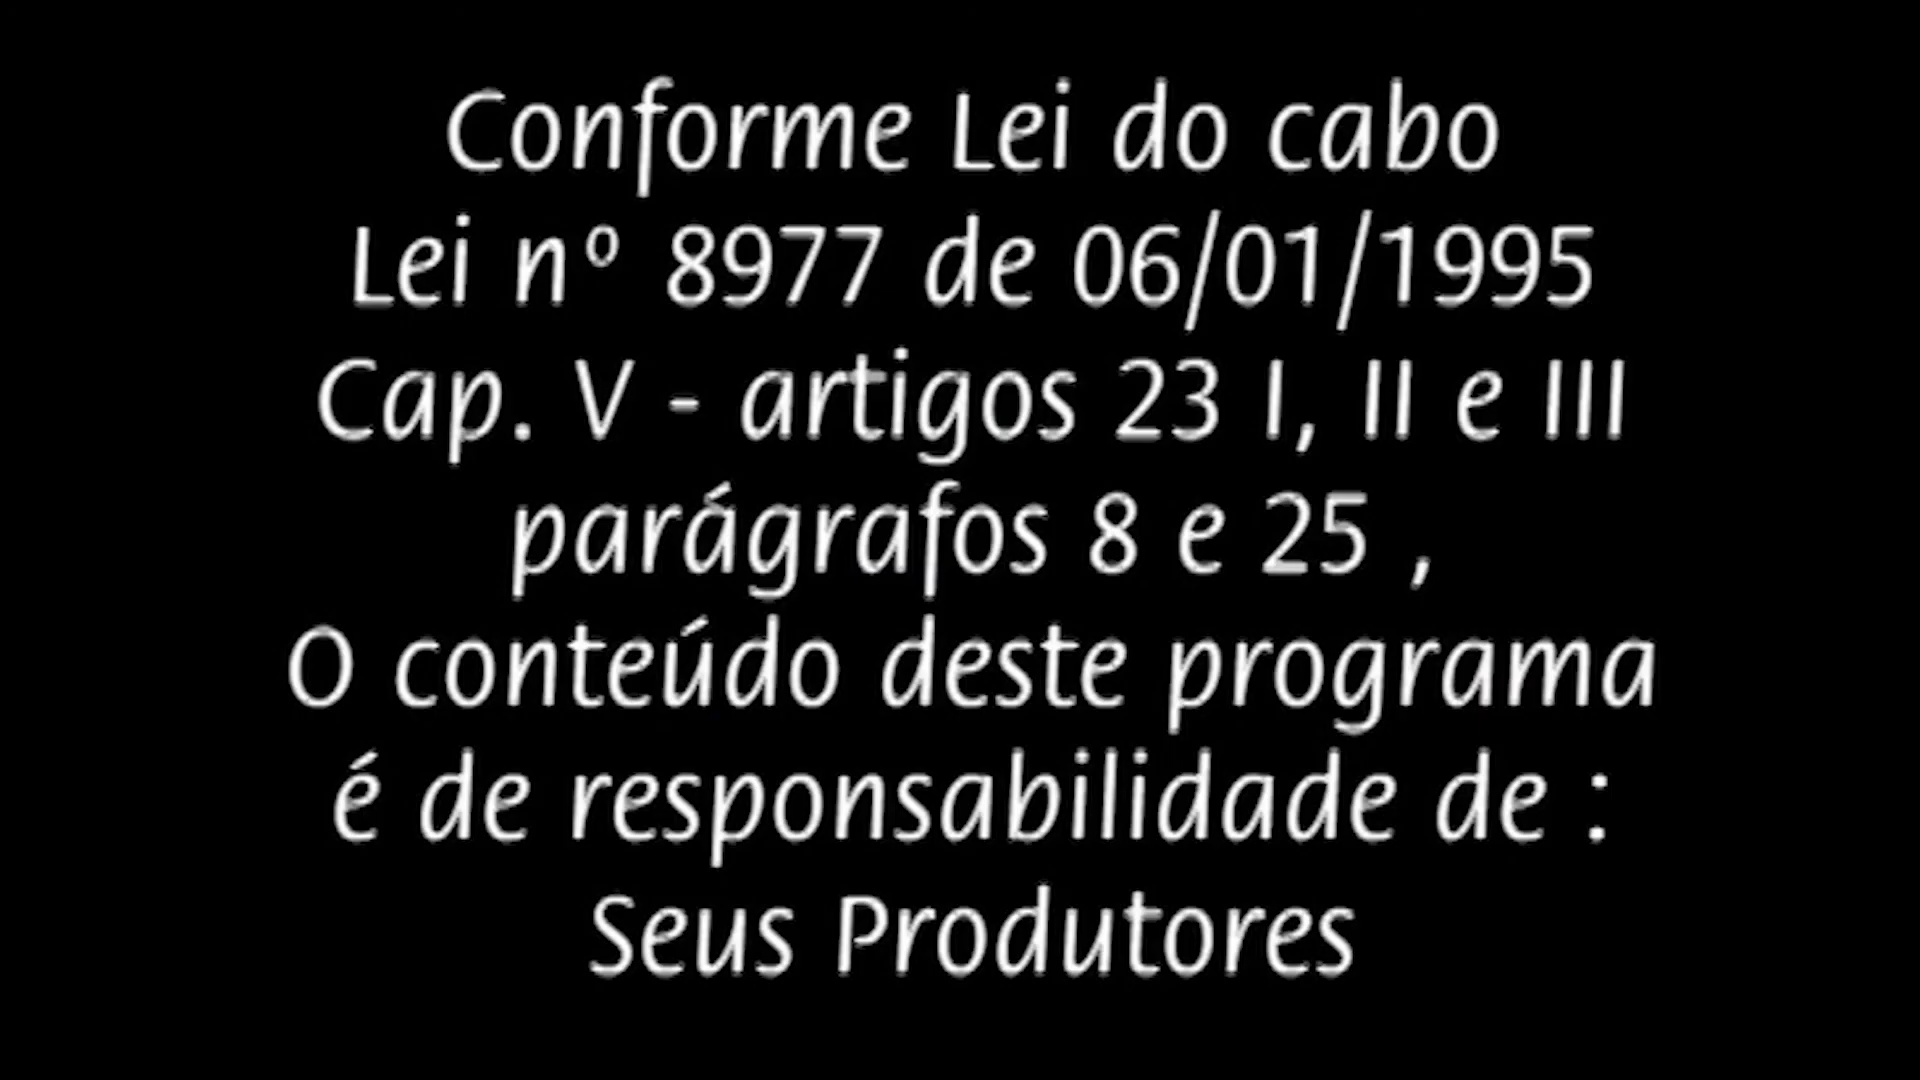 Conforme Lei do cabo
Lei nº 8977 de 06/01/1995
Cap. V - artigos 23 I, II e III
parágrafos 8 e 25 ,
O conteúdo deste programa
é de responsabilidade de :
Seus Produtores